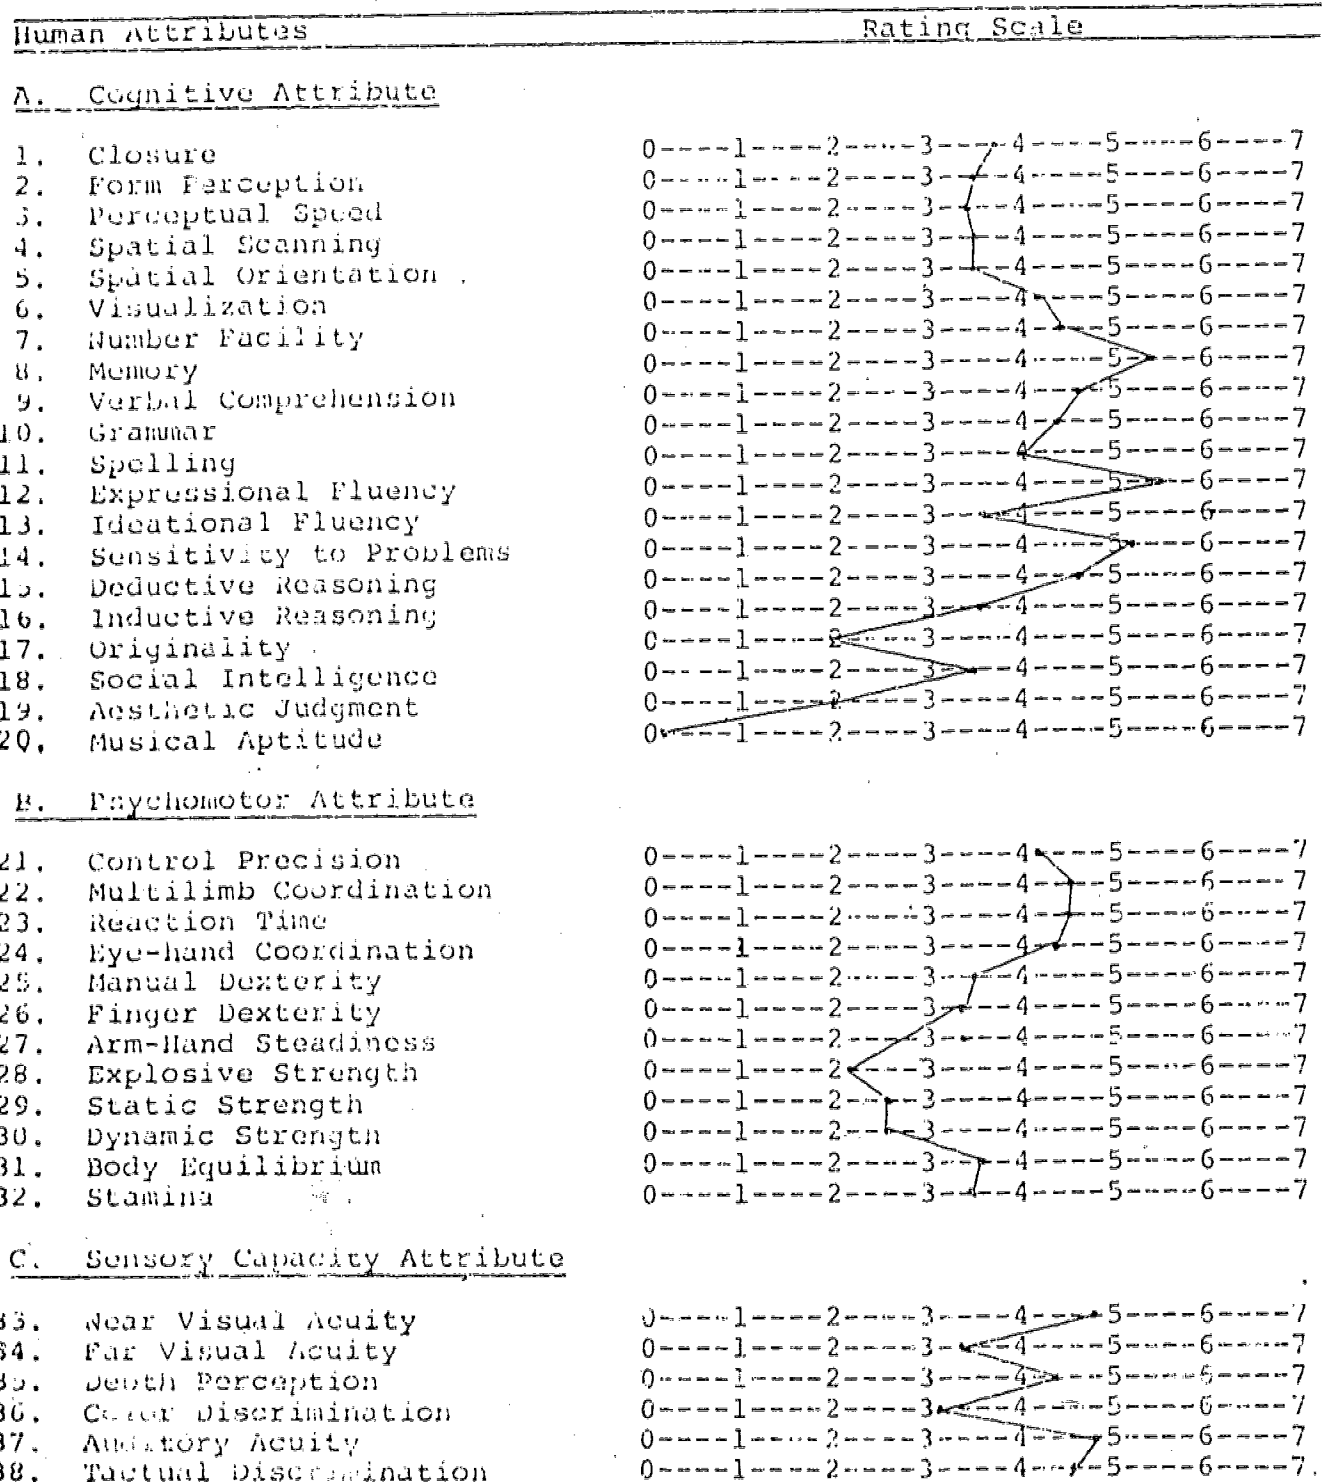 Human Attributes Rating Scale
A. Cognitive Attribute
1. Closure 0----1----2----3----4----5----6----7
2. Form Perception 0----1----2----3----4----5----6----7
3. Perceptual Speed 0----1----2----3----4----5----6----7
4. Spatial Scanning 0----1----2----3----4----5----6----7
5. Spatial Orientation 0----1----2----3----4----5----6----7
6. Visualization 0----1----2----3----4----5----6----7
7. Number Facility 0----1----2----3----4----5----6----7
8. Memory 0----1----2----3----4----5----6----7
9. Verbal Comprehension 0----1----2----3----4----5----6----7
10. Grammar 0----1----2----3----4----5----6----7
11. Spelling 0----1----2----3----4----5----6----7
12. Expressional Fluency 0----1----2----3----4----5----6----7
13. Ideational Fluency 0----1----2----3----4----5----6----7
14. Sensitivity to Problems 0----1----2----3----4----5----6----7
15. Deductive Reasoning 0----1----2----3----4----5----6----7
16. Inductive Reasoning 0----1----2----3----4----5----6----7
17. Originality 0----1----2----3----4----5----6----7
18. Social Intelligence 0----1----2----3----4----5----6----7
19. Aesthetic Judgment 0----1----2----3----4----5----6----7
20. Musical Aptitude 0----1----2----3----4----5----6----7
B. Psychomotor Attribute
21. Control Precision 0----1----2----3----4----5----6----7
22. Multilimb Coordination 0----1----2----3----4----5----6----7
23. Reaction Time 0----1----2----3----4----5----6----7
24. Eye-hand Coordination 0----1----2----3----4----5----6----7
25. Manual Dexterity 0----1----2----3----4----5----6----7
26. Finger Dexterity 0----1----2----3----4----5----6----7
27. Arm-Hand Steadiness 0----1----2----3----4----5----6----7
28. Explosive Strength 0----1----2----3----4----5----6----7
29. Static Strength 0----1----2----3----4----5----6----7
30. Dynamic Strength 0----1----2----3----4----5----6----7
31. Body Equilibrium 0----1----2----3----4----5----6----7
32. Stamina 0----1----2----3----4----5----6----7
C. Sensory Capacity Attribute
33. Near Visual Acuity 0----1----2----3----4----5----6----7
34. Far Visual Acuity 0----1----2----3----4----5----6----7
35. Depth Perception 0----1----2----3----4----5----6----7
36. Color Discrimination 0----1----2----3----4----5----6----7
37. Auditory Acuity 0----1----2----3----4----5----6----7
38. Tactual Discrimination 0----1----2----3----4----5----6----7